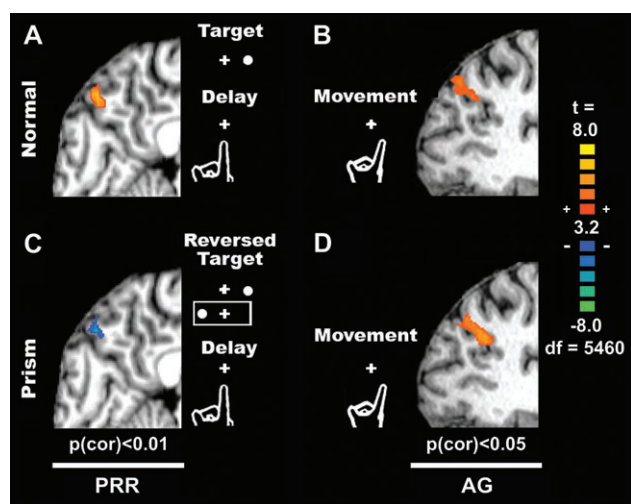 A
Target
+
Normal
Delay
+
B
Movement
+
t =
8.0
+ +
3.2
- -
-8.0
df = 5460
C
Reversed
Target
+
+
Prism
Delay
+
D
Movement
+
p(cor)<0.01
p(cor)<0.05
PRR
AG